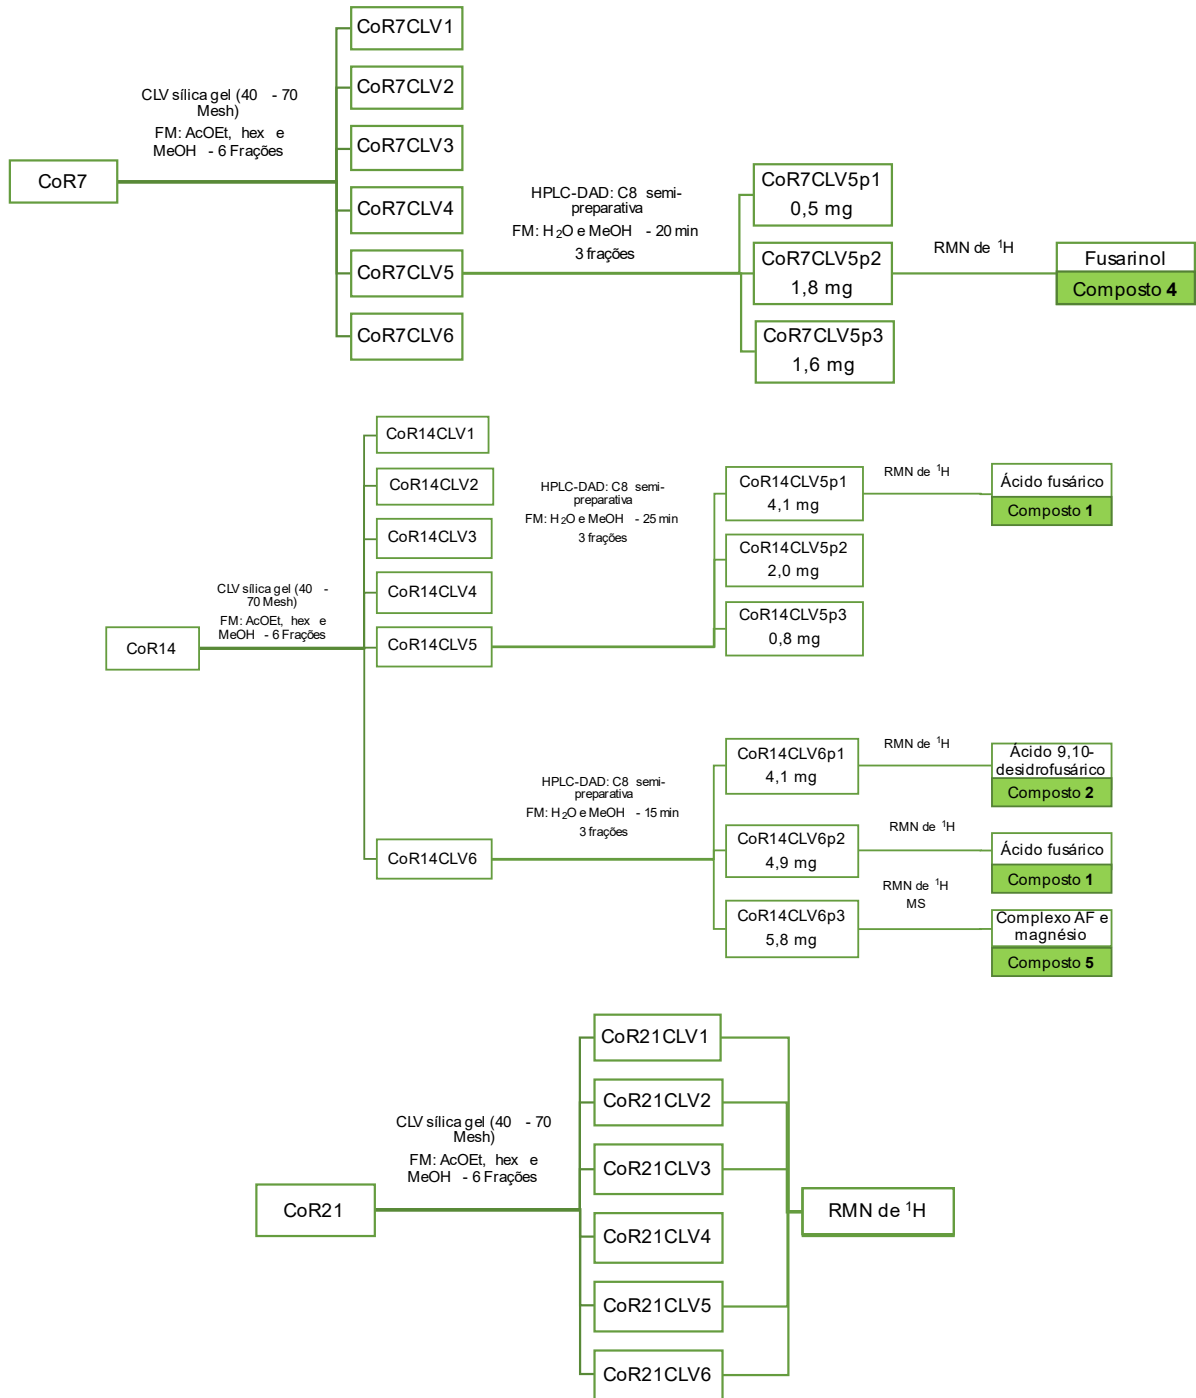 CoR7
CLV sílica gel (40 - 70
Mesh)
FM: AcOEt, hex e
MeOH - 6 Frações
CoR7CLV1
CoR7CLV2
CoR7CLV3
CoR7CLV4
CoR7CLV5
CoR7CLV6
HPLC-DAD: C8 semi-
preparativa
FM: H2O e MeOH - 20 min
3 frações
CoR7CLV5p1
0,5 mg
CoR7CLV5p2
1,8 mg
CoR7CLV5p3
1,6 mg
RMN de 1H
Fusarinol
Composto 4
CoR14
CLV sílica gel (40 -
70 Mesh)
FM: AcOEt, hex e
MeOH - 6 Frações
CoR14CLV1
CoR14CLV2
CoR14CLV3
CoR14CLV4
CoR14CLV5
CoR14CLV6
HPLC-DAD: C8 semi-
preparativa
FM: H2O e MeOH - 25 min
3 frações
CoR14CLV5p1
4,1 mg
CoR14CLV5p2
2,0 mg
CoR14CLV5p3
0,8 mg
RMN de 1H
Ácido fusárico
Composto 1
HPLC-DAD: C8 semi-
preparativa
FM: H2O e MeOH - 15 min
3 frações
CoR14CLV6p1
4,1 mg
CoR14CLV6p2
4,9 mg
CoR14CLV6p3
5,8 mg
RMN de 1H
Ácido 9,10-
desidrofusárico
Composto 2
RMN de 1H
Ácido fusárico
Composto 1
RMN de 1H
MS
Complexo AF e
magnésio
Composto 5
CoR21
CLV sílica gel (40 - 70
Mesh)
FM: AcOEt, hex e
MeOH - 6 Frações
CoR21CLV1
CoR21CLV2
CoR21CLV3
CoR21CLV4
CoR21CLV5
CoR21CLV6
RMN de 1H